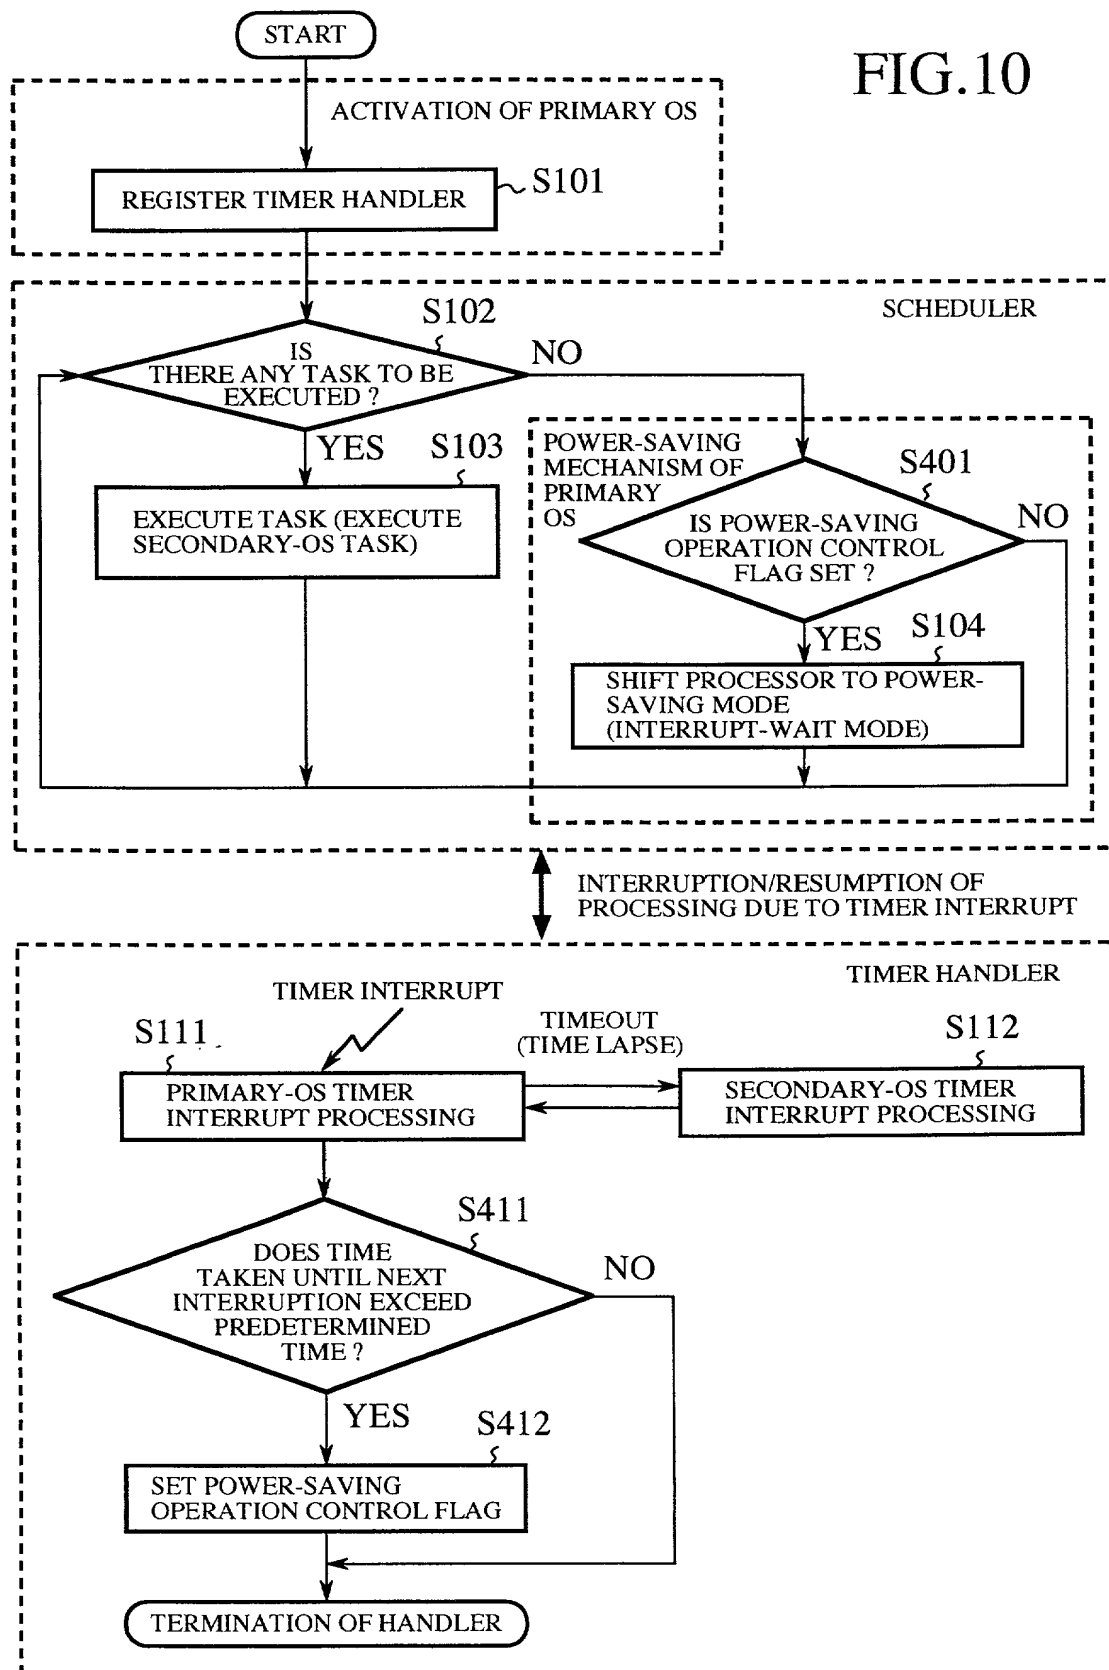 START
FIG.10
ACTIVATION OF PRIMARY OS
REGISTER TIMER HANDLER
S101
SCHEDULER
S102
IS
THERE ANY TASK TO BE
EXECUTED ?
NO
YES
S103
EXECUTE TASK (EXECUTE
SECONDARY-OS TASK)
POWER-SAVING
MECHANISM OF
PRIMARY
OS
S401
IS POWER-SAVING
OPERATION CONTROL
FLAG SET ?
NO
YES
S104
SHIFT PROCESSOR TO POWER-
SAVING MODE
(INTERRUPT-WAIT MODE)
INTERRUPTION/RESUMPTION OF
PROCESSING DUE TO TIMER INTERRUPT
TIMER HANDLER
TIMER INTERRUPT
S111
PRIMARY-OS TIMER
INTERRUPT PROCESSING
TIMEOUT
(TIME LAPSE)
S112
SECONDARY-OS TIMER
INTERRUPT PROCESSING
S411
DOES TIME
TAKEN UNTIL NEXT
INTERRUPTION EXCEED
PREDETERMINED
TIME ?
NO
YES
S412
SET POWER-SAVING
OPERATION CONTROL FLAG
TERMINATION OF HANDLER